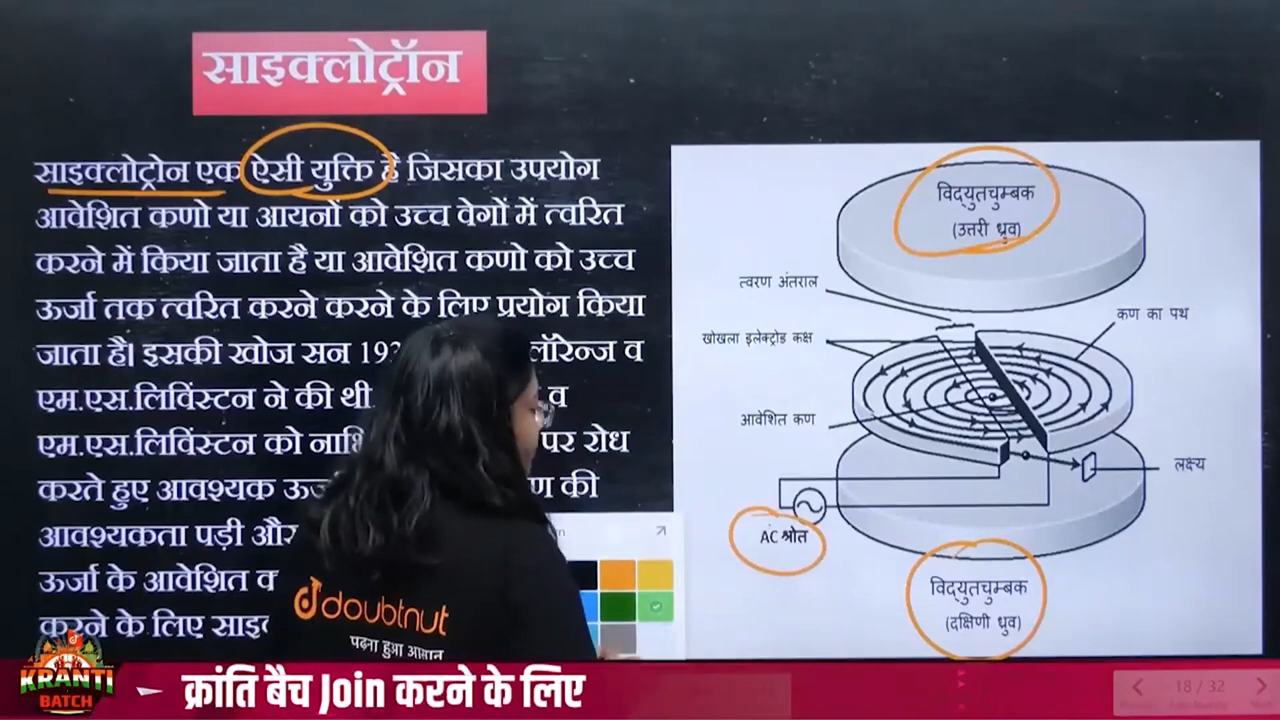 साइक्लोट्रॉन
साइक्लोट्रोन एक ऐसी युक्ति है जिसका उपयोग
आवेशित कणो या आयनों को उच्च वेगों में त्वरित
करने में किया जाता है या आवेशित कणो को उच्च
ऊर्जा तक त्वरित करने करने के लिए प्रयोग किया
जाता है। इसकी खोज सन लॉरेन्ज व
एम.एस.लिविंस्टन ने की थी व
एम.एस.लिविंस्टन को पर रोध
करते हुए आवश्यक की
आवश्यकता पड़ी और
ऊर्जा के आवेशित
करने के लिए
विद्युतचुम्बक
(उत्तरी ध्रुव)
त्वरण अंतराल
कण का पथ
खोखला इलेक्ट्रोड कक्ष
आवेशित कण
लक्ष्य
AC श्रोत
विद्युतचुम्बक
(दक्षिणी ध्रुव)
doubtnut
पढ़ना हुआ आसान
KRANTI
BATCH
क्रांति बैच Join करने के लिए
18 / 32